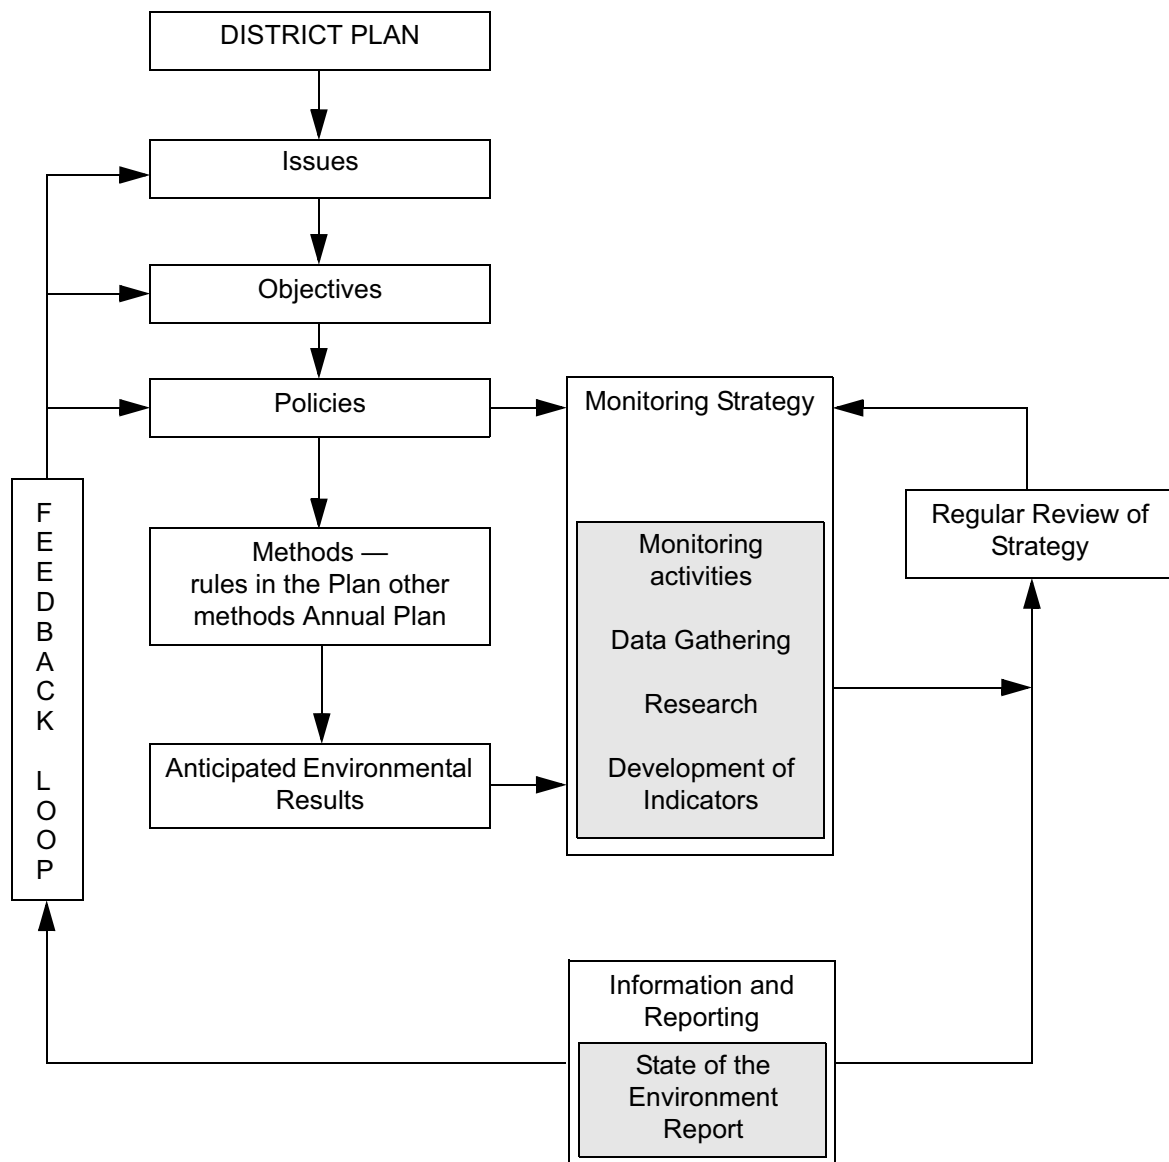 DISTRICT PLAN
Issues
Objectives
Policies
Methods —
rules in the Plan other
methods Annual Plan
Anticipated Environmental
Results
Monitoring Strategy
Monitoring
activities
Data Gathering
Research
Development of
Indicators
Regular Review of
Strategy
F
E
E
D
B
A
C
K
L
O
O
P
Information and
Reporting
State of the
Environment
Report